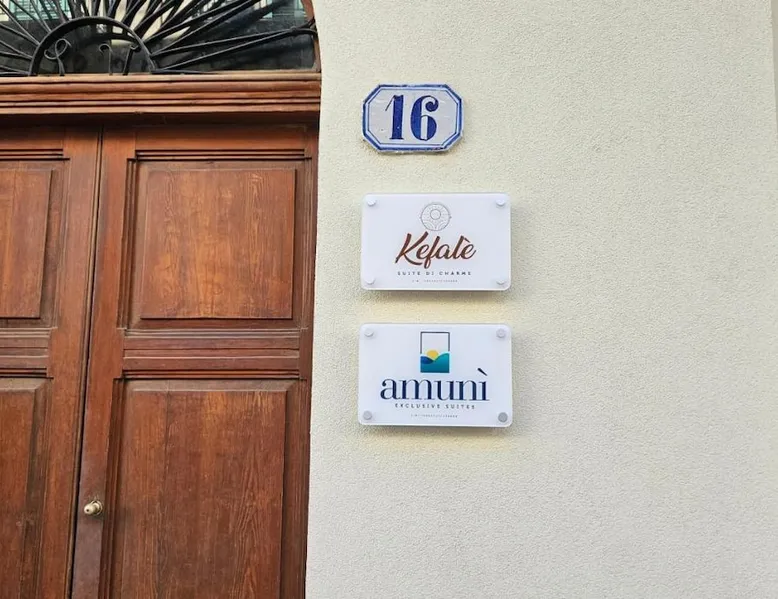 16
Kefalè
SUITE DI CHARME
amunì
EXCLUSIVE SUITES